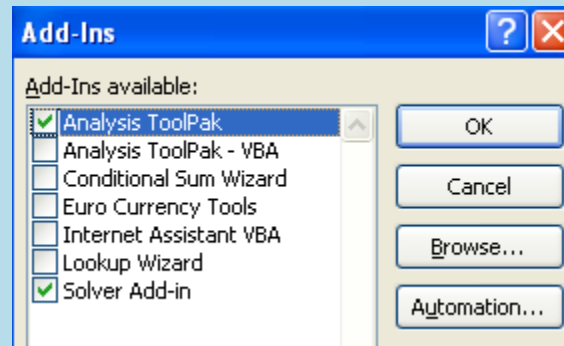 Add-Ins
Add-Ins available:
Analysis ToolPak
Analysis ToolPak - VBA
Conditional Sum Wizard
Euro Currency Tools
Internet Assistant VBA
Lookup Wizard
Solver Add-in
OK
Cancel
Browse...
Automation...